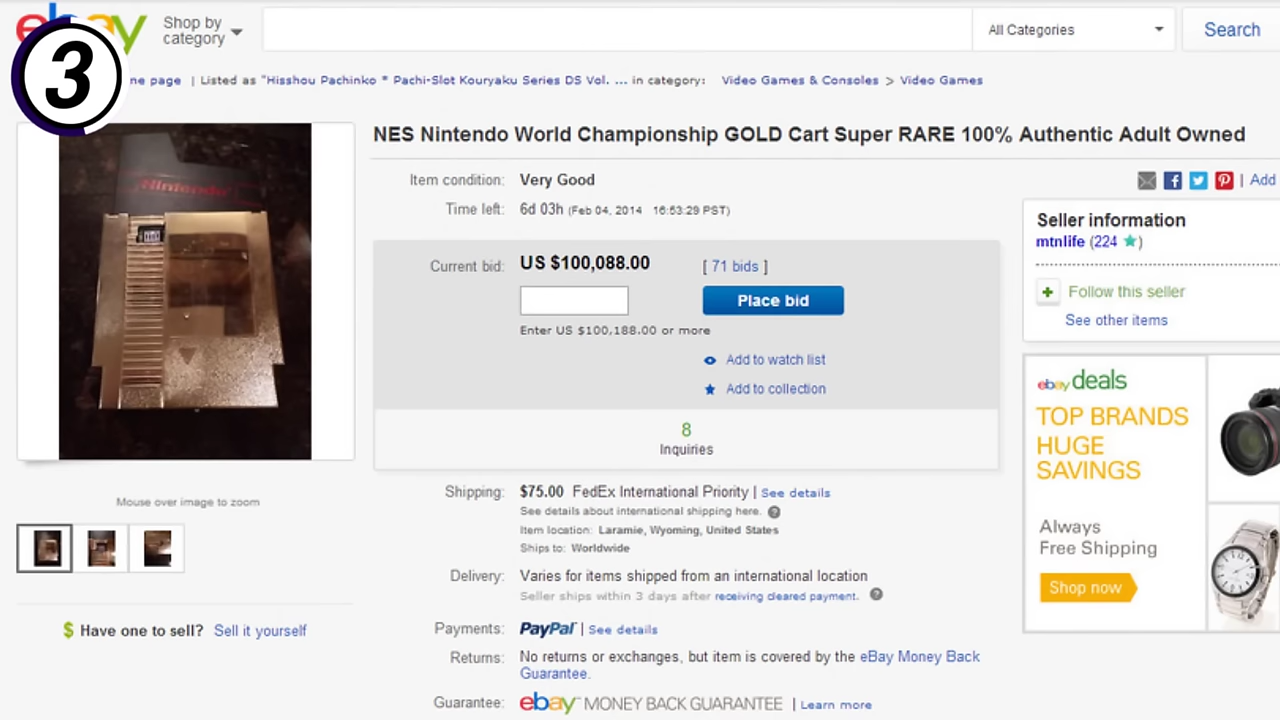 ebay
Shop by
category
All Categories
Search
3
me page | Listed as "Hisshou Pachinko * Pachi-Slot Kouryaku Series DS Vol. ... in category: Video Games & Consoles > Video Games
NES Nintendo World Championship GOLD Cart Super RARE 100% Authentic Adult Owned
Nintendo
Item condition: Very Good
Time left: 6d 03h (Feb 04, 2014 16:53:29 PST)
| Add
Seller information
mtnlife (224 ★)
Current bid: US $100,088.00 [ 71 bids ]
Place bid
Enter US $100,188.00 or more
+ Follow this seller
See other items
Add to watch list
Add to collection
8
Inquiries
ebay deals
TOP BRANDS
HUGE
SAVINGS
Always
Free Shipping
Shop now
Mouse over image to zoom
$ Have one to sell? Sell it yourself
Shipping: $75.00 FedEx International Priority | See details
See details about international shipping here. ?
Item location: Laramie, Wyoming, United States
Ships to: Worldwide
Delivery: Varies for items shipped from an international location
Seller ships within 3 days after receiving cleared payment. ?
Payments: PayPal | See details
Returns: No returns or exchanges, but item is covered by the eBay Money Back
Guarantee.
Guarantee: ebay MONEY BACK GUARANTEE | Learn more